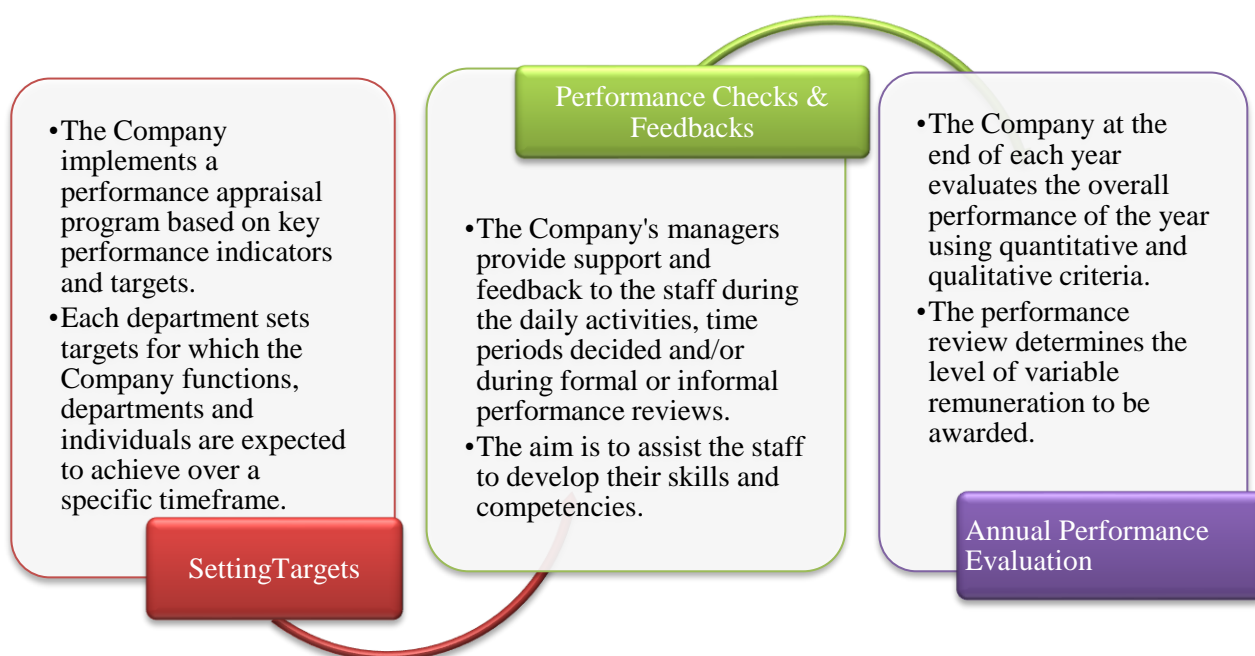 •The Company
implements a
performance appraisal
program based on key
performance indicators
and targets.
•Each department sets
targets for which the
Company functions,
departments and
individuals are expected
to achieve over a
specific timeframe.
SettingTargets
Performance Checks &
Feedbacks
•The Company's managers
provide support and
feedback to the staff during
the daily activities, time
periods decided and/or
during formal or informal
performance reviews.
•The aim is to assist the staff
to develop their skills and
competencies.
•The Company at the
end of each year
evaluates the overall
performance of the year
using quantitative and
qualitative criteria.
•The performance
review determines the
level of variable
remuneration to be
awarded.
Annual Performance
Evaluation